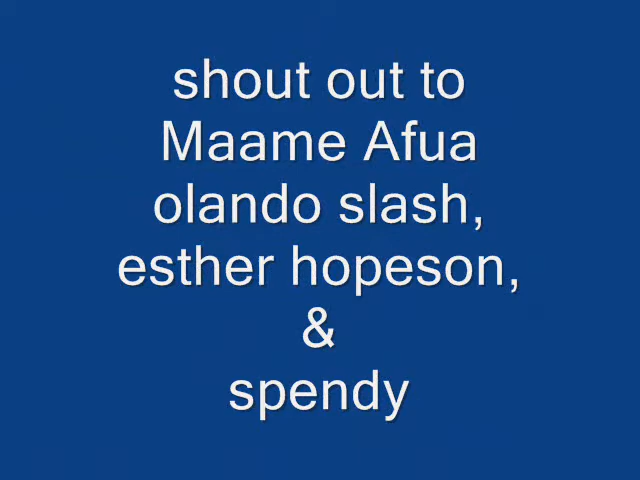 shout out to
Maame Afua
olando slash,
esther hopeson,
&
spendy